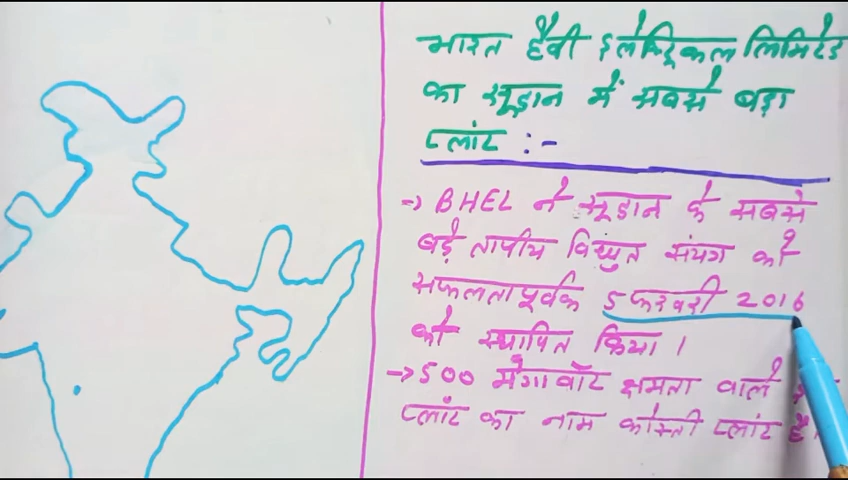 भारत हैवी इलेक्ट्रिकल लिमिटेड
का सूडान में सबसे बड़ा
प्लांट :-
→ BHEL ने सूडान के सबसे
बड़े तापीय विद्युत संयंग को
सफलतापूर्वक 5 फरवरी 2016
को स्थापित किया।
→ 500 मेगावॉट क्षमता वाले
प्लांट का नाम कोस्ती प्लांट है।